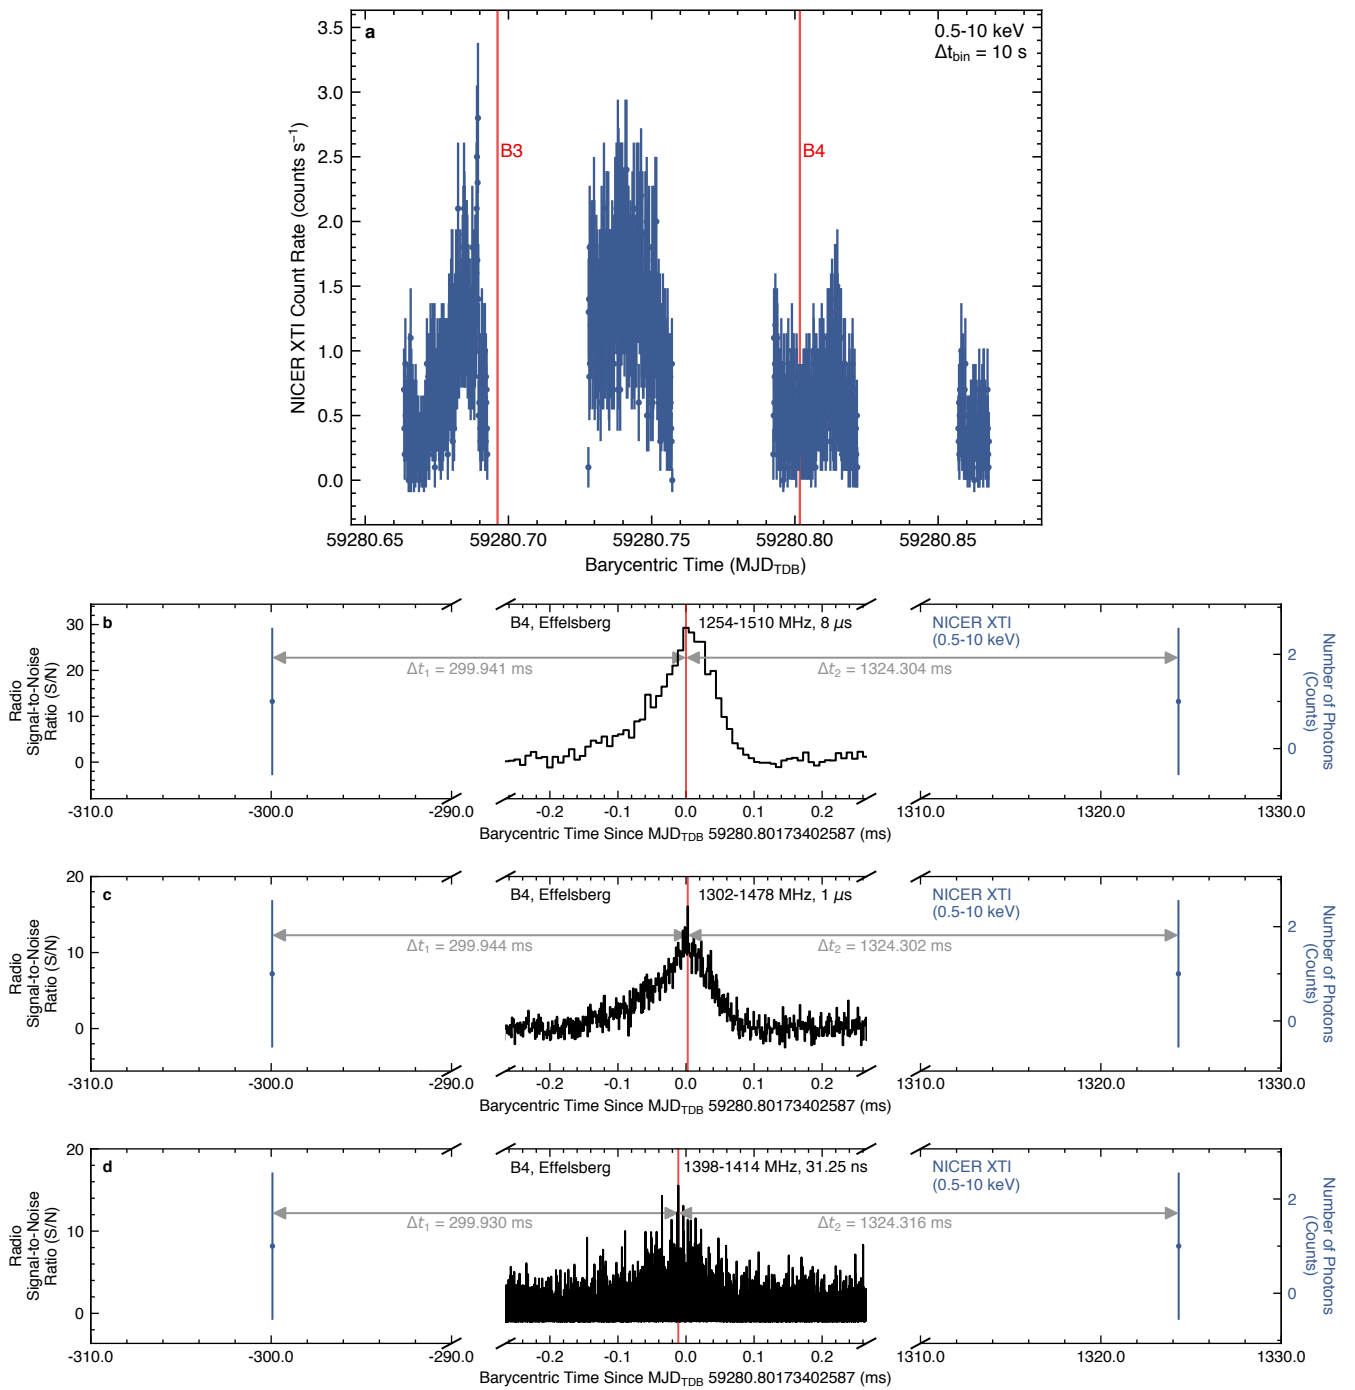 a
0.5-10 keV
Δt_bin = 10 s
3.5
3.0
2.5
2.0
1.5
1.0
0.5
0.0
NICER XTI Count Rate (counts s⁻¹)
B3
B4
59280.65 59280.70 59280.75 59280.80 59280.85
Barycentric Time (MJD_TDB)
b
B4, Effelsberg
1254-1510 MHz, 8 μs
NICER XTI
(0.5-10 keV)
Δt₁ = 299.941 ms
Δt₂ = 1324.304 ms
30
20
10
0
Radio
Signal-to-Noise
Ratio (S/N)
2
0
Number of Photons
(Counts)
-310.0 -300.0 -290.0 -0.2 -0.1 0.0 0.1 0.2 1310.0 1320.0 1330.0
Barycentric Time Since MJD_TDB 59280.80173402587 (ms)
c
B4, Effelsberg
1302-1478 MHz, 1 μs
NICER XTI
(0.5-10 keV)
Δt₁ = 299.944 ms
Δt₂ = 1324.302 ms
20
10
0
Radio
Signal-to-Noise
Ratio (S/N)
2
0
Number of Photons
(Counts)
-310.0 -300.0 -290.0 -0.2 -0.1 0.0 0.1 0.2 1310.0 1320.0 1330.0
Barycentric Time Since MJD_TDB 59280.80173402587 (ms)
d
B4, Effelsberg
1398-1414 MHz, 31.25 ns
NICER XTI
(0.5-10 keV)
Δt₁ = 299.930 ms
Δt₂ = 1324.316 ms
20
10
0
Radio
Signal-to-Noise
Ratio (S/N)
2
0
Number of Photons
(Counts)
-310.0 -300.0 -290.0 -0.2 -0.1 0.0 0.1 0.2 1310.0 1320.0 1330.0
Barycentric Time Since MJD_TDB 59280.80173402587 (ms)